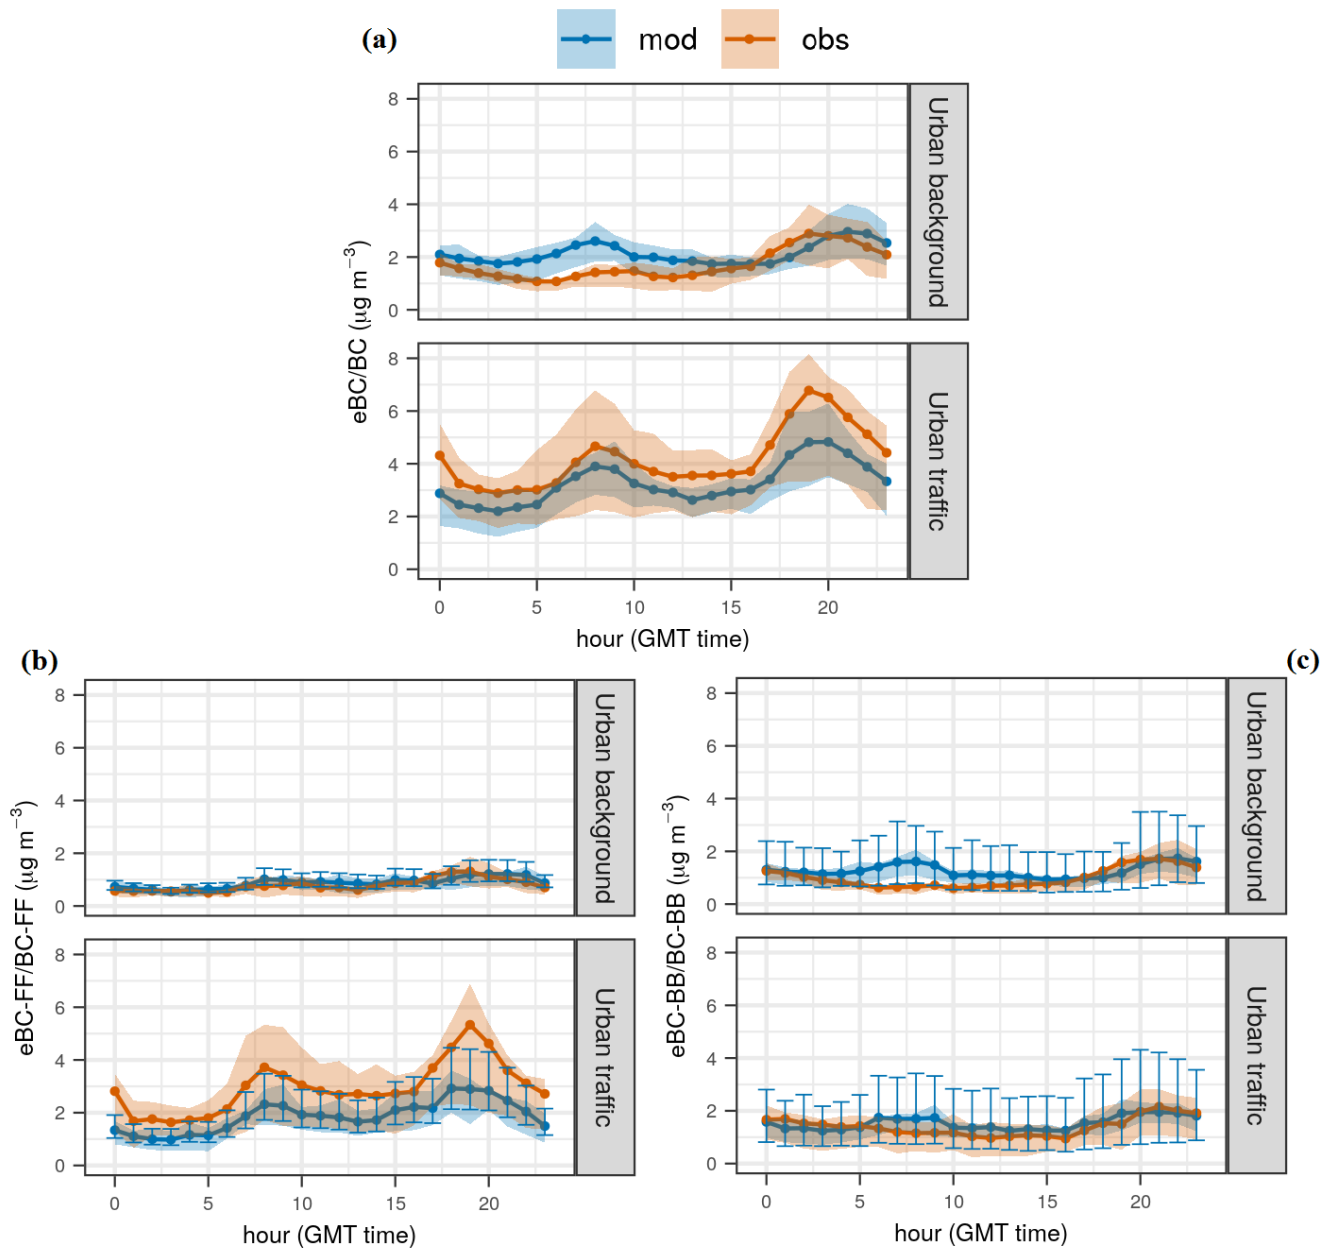 (a)
mod obs
8
6
4
2
0
Urban background
eBC/BC (μg m⁻³)
8
6
4
2
0
Urban traffic
0 5 10 15 20
hour (GMT time)
(b)
8
6
4
2
0
Urban background
eBC-FF/BC-FF (μg m⁻³)
8
6
4
2
0
Urban traffic
0 5 10 15 20
hour (GMT time)
(c)
8
6
4
2
0
Urban background
eBC-BB/BC-BB (μg m⁻³)
8
6
4
2
0
Urban traffic
0 5 10 15 20
hour (GMT time)